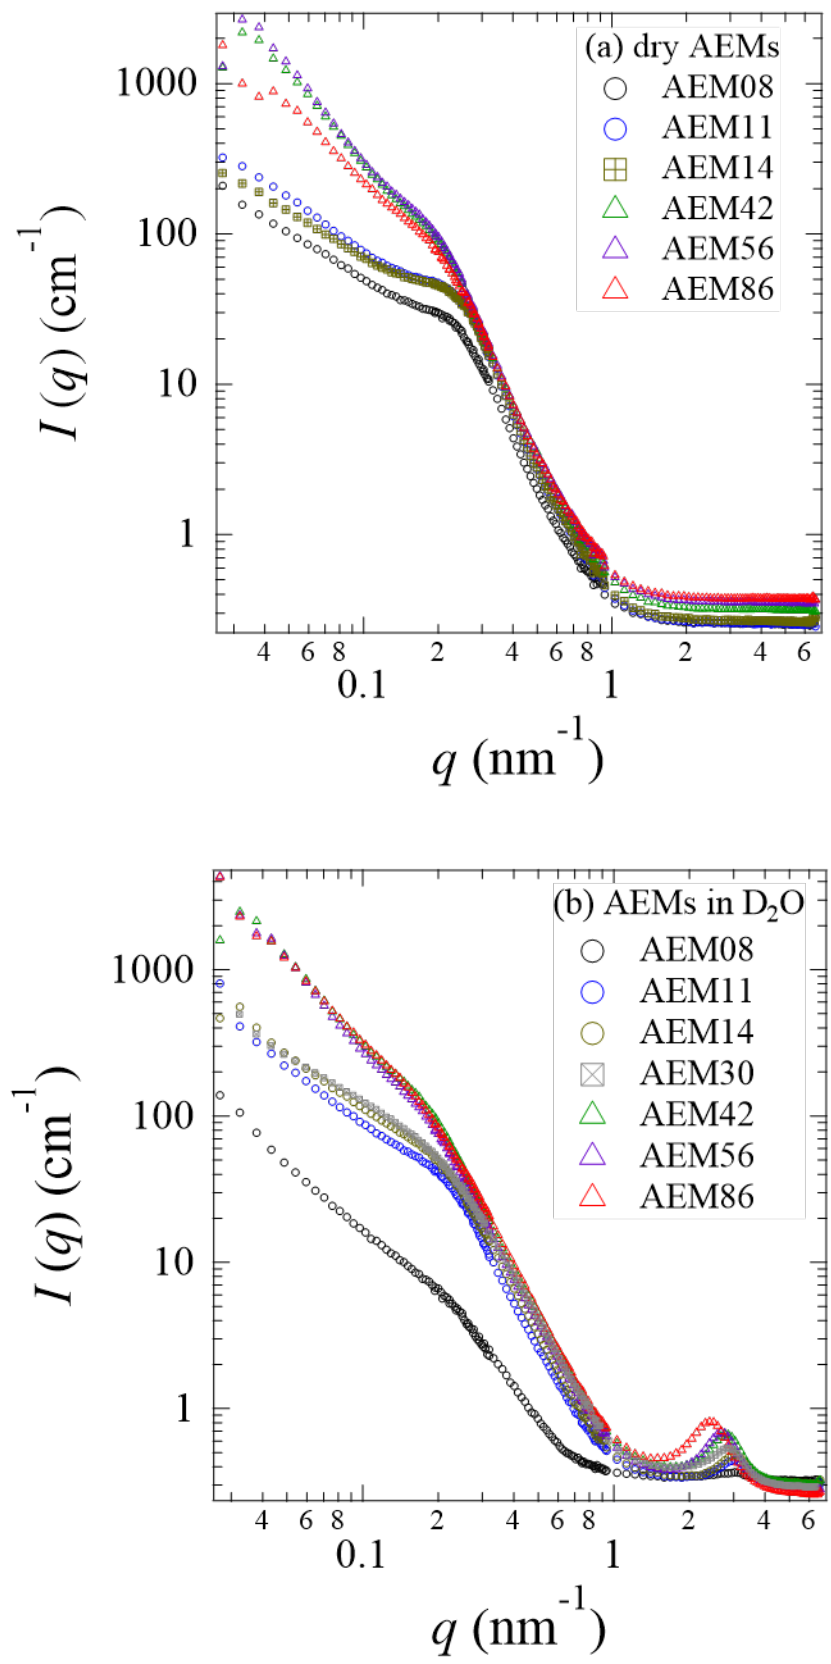 (a) dry AEMs
AEM08
AEM11
AEM14
AEM42
AEM56
AEM86
1000
100
10
1
I (q) (cm⁻¹)
4 6 8 2 4 6 8 2 4 6
0.1 1
q (nm⁻¹)
(b) AEMs in D₂O
AEM08
AEM11
AEM14
AEM30
AEM42
AEM56
AEM86
1000
100
10
1
I (q) (cm⁻¹)
4 6 8 2 4 6 8 2 4 6
0.1 1
q (nm⁻¹)